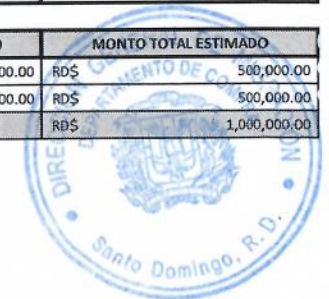 MONTO TOTAL ESTIMADO
00.00 RD$ 500,000.00
00.00 RD$ 500,000.00
RD$ 1,000,000.00
DEPARTAMENTO DE
Santo Domingo, R.D.